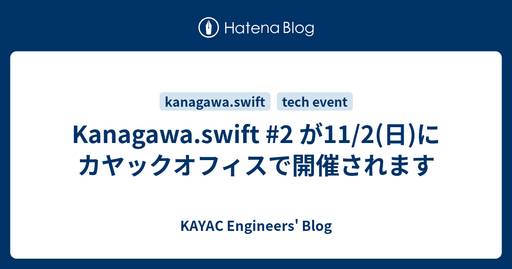 Hatena Blog
kanagawa.swift tech event
Kanagawa.swift #2 が11/2(日)に
カヤックオフィスで開催されます
KAYAC Engineers' Blog